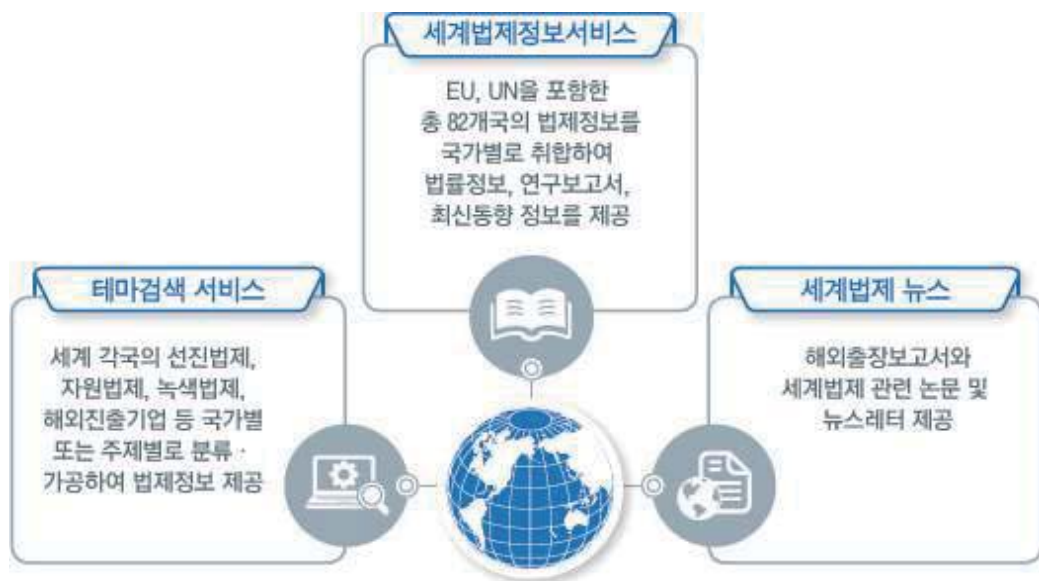 세계법제정보서비스
EU, UN을 포함한
총 82개국의 법제정보를
국가별로 취합하여
법률정보, 연구보고서,
최신동향 정보를 제공
테마검색 서비스
세계 각국의 선진법제,
자원법제, 녹색법제,
해외진출기업 등 국가별
또는 주제별로 분류 ·
가공하여 법제정보 제공
세계법제 뉴스
해외출장보고서와
세계법제 관련 논문 및
뉴스레터 제공